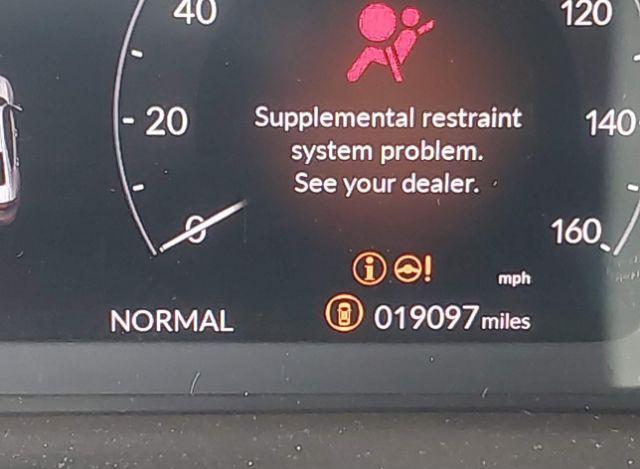 40
120
20
Supplemental restraint
140
system problem.
See your dealer.
0
160
i !
mph
NORMAL
019097 miles